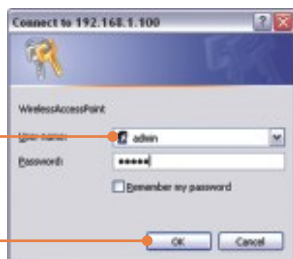 Connect to 192.168.1.100
WirelessAccessPoint
User name:
admin
Password:
•••••
Remember my password
OK
Cancel